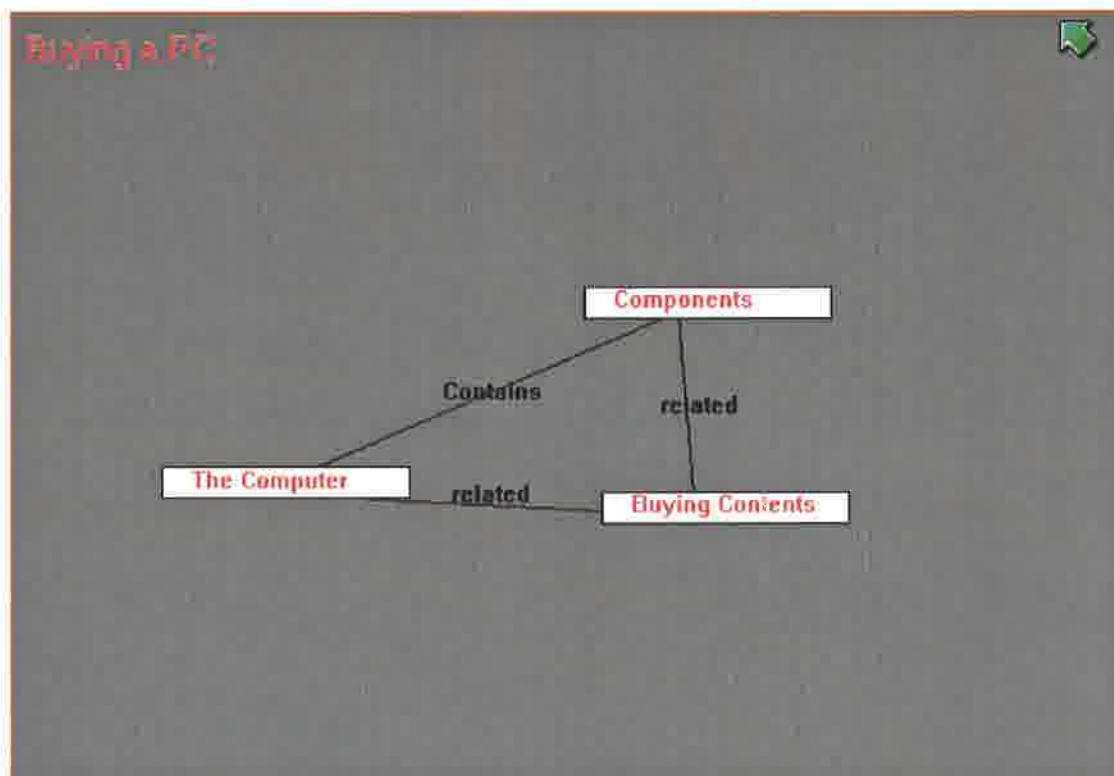 Buying a PC
Components
Contains
related
The Computer
related
Buying Contents